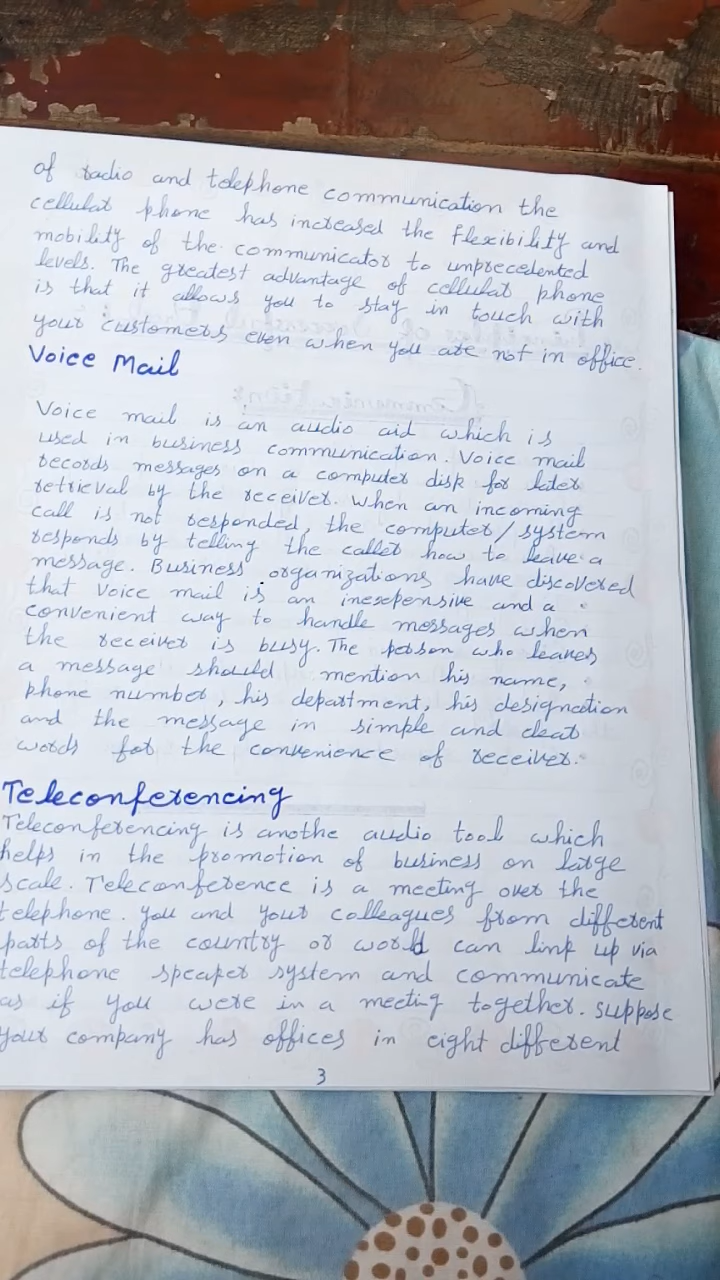 of radio and telephone communication the
cellular phone has increased the flexibility and
mobility of the communicator to unprecedented
levels. The greatest advantage of cellular phone
is that it allows you to stay in touch with
your customers even when you are not in office.
Voice Mail
Voice mail is an audio aid which is
used in business communication. Voice mail
records messages on a computer disk for later
retrieval by the receiver. When an incoming
call is not responded, the computer/system
responds by telling the caller how to leave a
message. Business organizations have discovered
that voice mail is an inexpensive and a
convenient way to handle messages when
the receiver is busy. The person who leaves
a message should mention his name,
phone number, his department, his designation
and the message in simple and clear
words for the convenience of receiver.
Teleconferencing
Teleconferencing is anothe audio tool which
helps in the promotion of business on large
scale. Teleconference is a meeting over the
telephone. you and your colleagues from different
parts of the country or world can link up via
telephone speaker system and communicate
as if you were in a meeting together. suppose
your company has offices in eight different
3